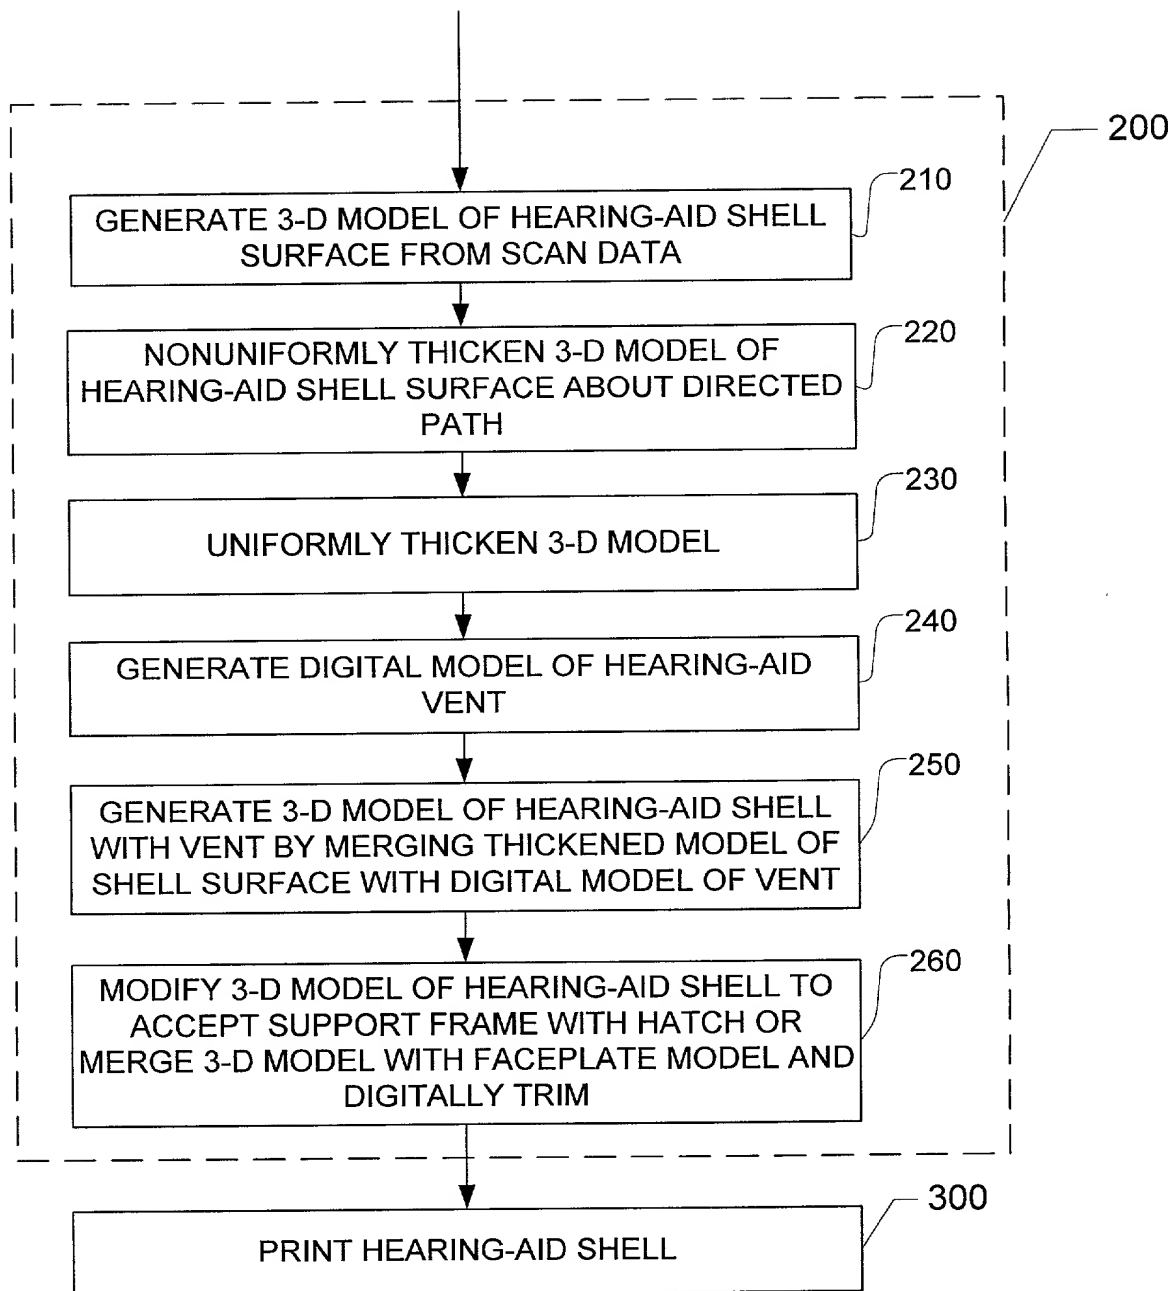 200
210
GENERATE 3-D MODEL OF HEARING-AID SHELL
SURFACE FROM SCAN DATA
220
NONUNIFORMLY THICKEN 3-D MODEL OF
HEARING-AID SHELL SURFACE ABOUT DIRECTED
PATH
230
UNIFORMLY THICKEN 3-D MODEL
240
GENERATE DIGITAL MODEL OF HEARING-AID
VENT
250
GENERATE 3-D MODEL OF HEARING-AID SHELL
WITH VENT BY MERGING THICKENED MODEL OF
SHELL SURFACE WITH DIGITAL MODEL OF VENT
260
MODIFY 3-D MODEL OF HEARING-AID SHELL TO
ACCEPT SUPPORT FRAME WITH HATCH OR
MERGE 3-D MODEL WITH FACEPLATE MODEL AND
DIGITALLY TRIM
300
PRINT HEARING-AID SHELL